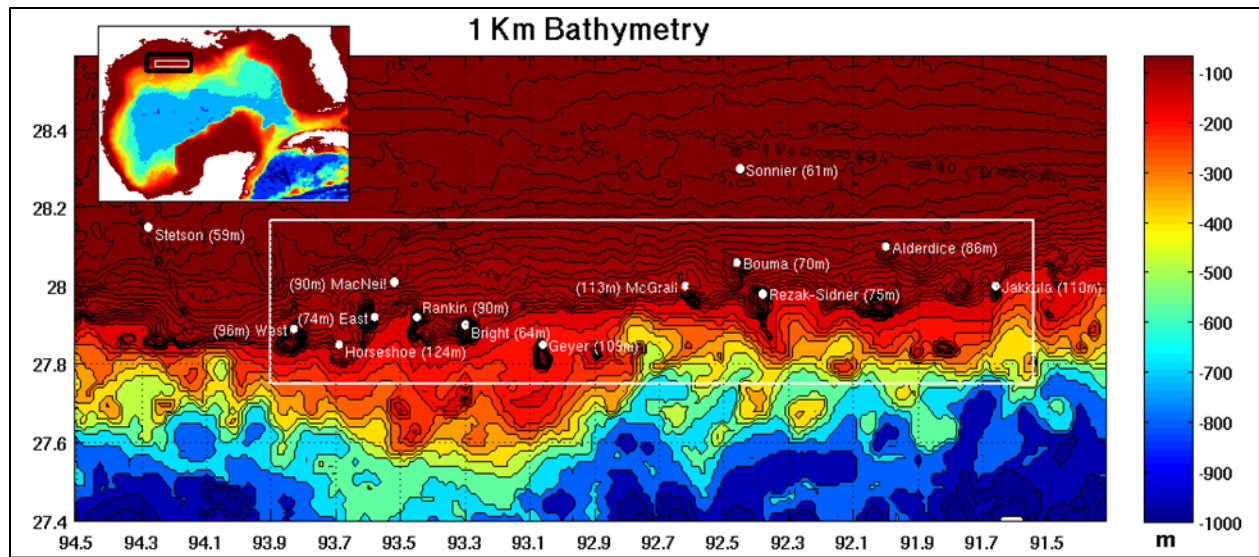 1 Km Bathymetry
28.4
28.2
28
27.8
27.6
27.4
Sonnier (61m)
Stetson (59m)
Alderdice (86m)
Bouma (70m)
(90m) MacNeil
(113m) McGrail
Jakkula (110m)
Rezak-Sidner (75m)
Rankin (90m)
(74m) East
(96m) West
Bright (64m)
Horseshoe (124m)
Geyer (109m)
94.5 94.3 94.1 93.9 93.7 93.5 93.3 93.1 92.9 92.7 92.5 92.3 92.1 91.9 91.7 91.5
-100
-200
-300
-400
-500
-600
-700
-800
-900
-1000
m